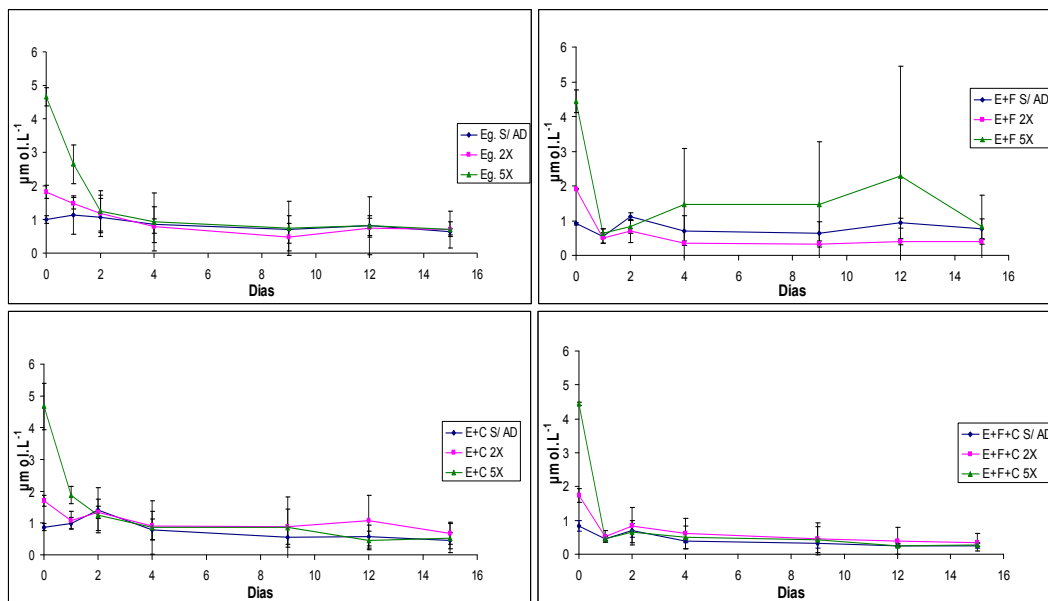 6
5
4
3
2
1
0
0 2 4 6 8 10 12 14 16
Dias
µmol.L-1
Eg. S/ AD
Eg. 2X
Eg. 5X
6
5
4
3
2
1
0
0 2 4 6 8 10 12 14 16
Dias
µmol.L-1
E+F S/ AD
E+F 2X
E+F 5X
6
5
4
3
2
1
0
0 2 4 6 8 10 12 14 16
Dias
µmol.L-1
E+C S/ AD
E+C 2X
E+C 5X
6
5
4
3
2
1
0
0 2 4 6 8 10 12 14 16
Dias
µmol.L-1
E+F+C S/ AD
E+F+C 2X
E+F+C 5X